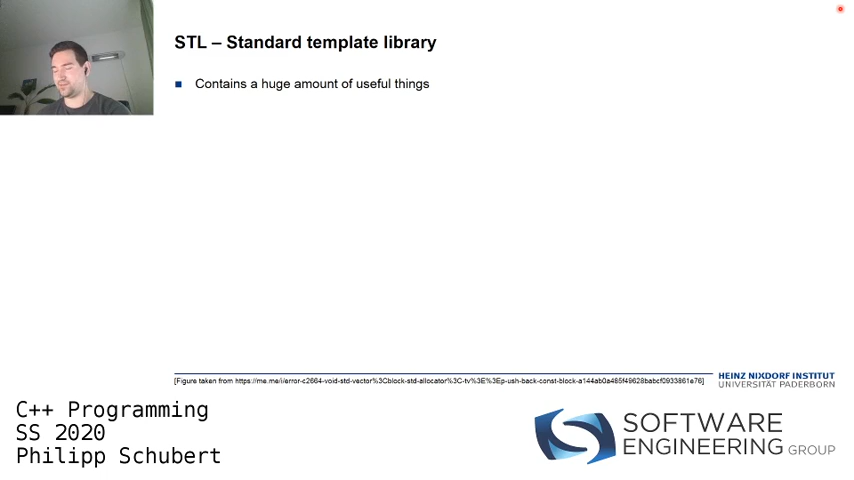 STL – Standard template library
Contains a huge amount of useful things
[Figure taken from https://me.me/i/error-c2664-void-std-vector%3Cblock-std-allocator%3C-tv%3E%3Ep-ush-back-const-block-a144ab0a485f49628babcf0933861e76]
HEINZ NIXDORF INSTITUT
UNIVERSITÄT PADERBORN
C++ Programming
SS 2020
Philipp Schubert
SOFTWARE
ENGINEERING GROUP